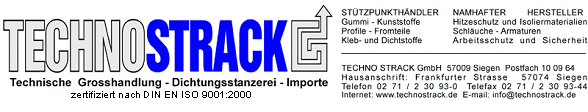 TECHNOSTRACK
Technische Grosshandlung - Dichtungsstanzerei - Importe
zertifiziert nach DIN EN ISO 9001:2000
STÜTZPUNKTHÄNDLER NAMHAFTER HERSTELLER
Gummi - Kunststoffe Hitzeschutz und Isoliermaterialien
Profile - Fromteile Schläuche - Armaturen
Kleb- und Dichtstoffe Arbeitsschutz und Sicherheit
TECHNO STRACK GmbH 57009 Siegen Postfach 10 09 64
Hausanschrift: Frankfurter Strasse 57074 Siegen
Telefon 02 71 / 2 30 93-0 Telefax 02 71 / 2 30 93-44
Internet: www.technostrack.de E-mail: info@technostrack.de